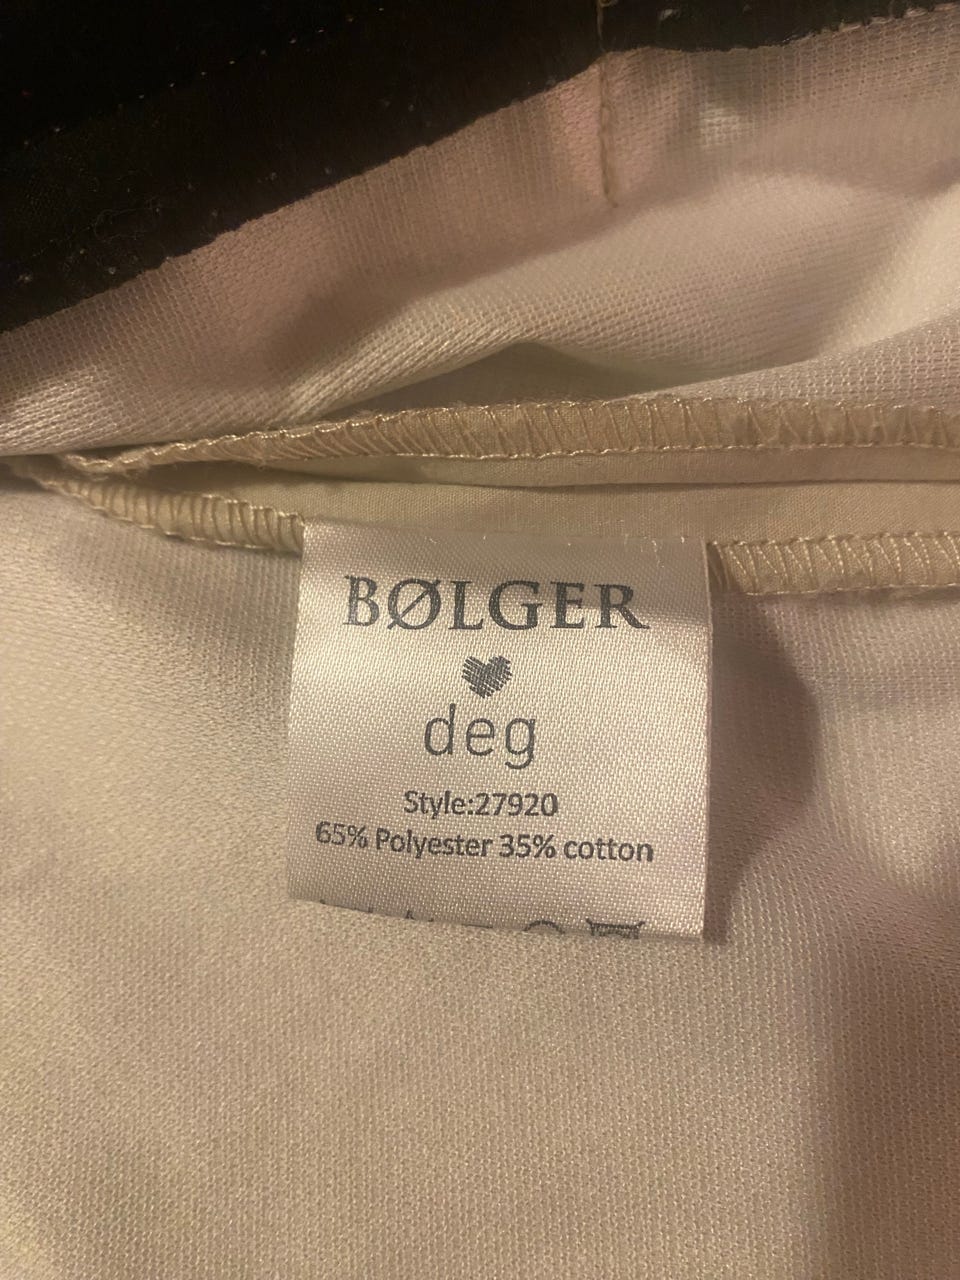 BØLGER
deg
Style:27920
65% Polyester 35% cotton